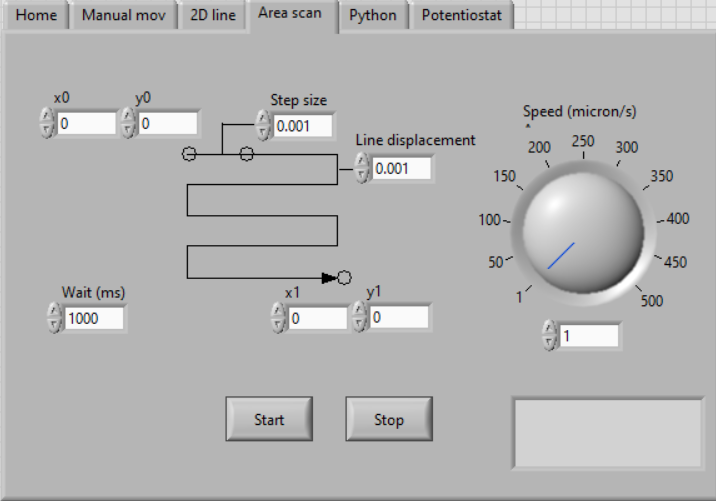 Home Manual mov 2D line Area scan Python Potentiostat
x0 y0
0 0
Step size
0.001
Line displacement
0.001
Speed (micron/s)
1 50 100 150 200 250 300 350 400 450 500
1
Wait (ms)
1000
x1 y1
0 0
Start Stop